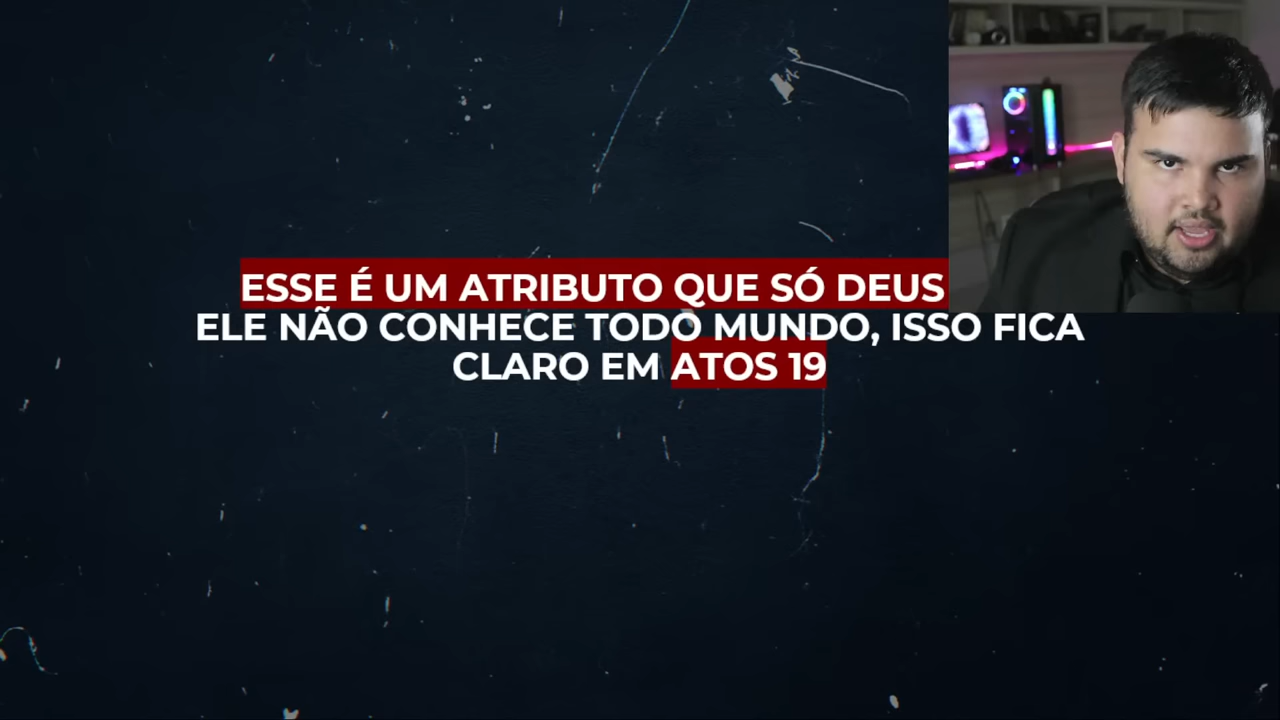 ESSE É UM ATRIBUTO QUE SÓ DEUS
ELE NÃO CONHECE TODO MUNDO, ISSO FICA
CLARO EM ATOS 19